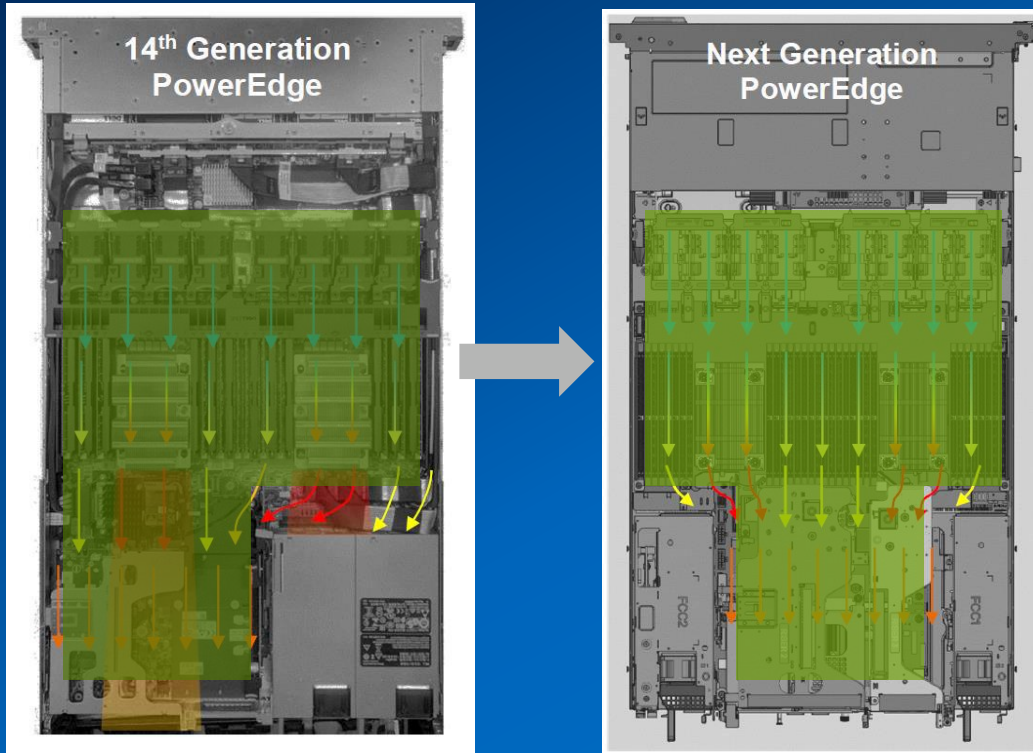 14th Generation
PowerEdge
Next Generation
PowerEdge
FCC2
FCC1